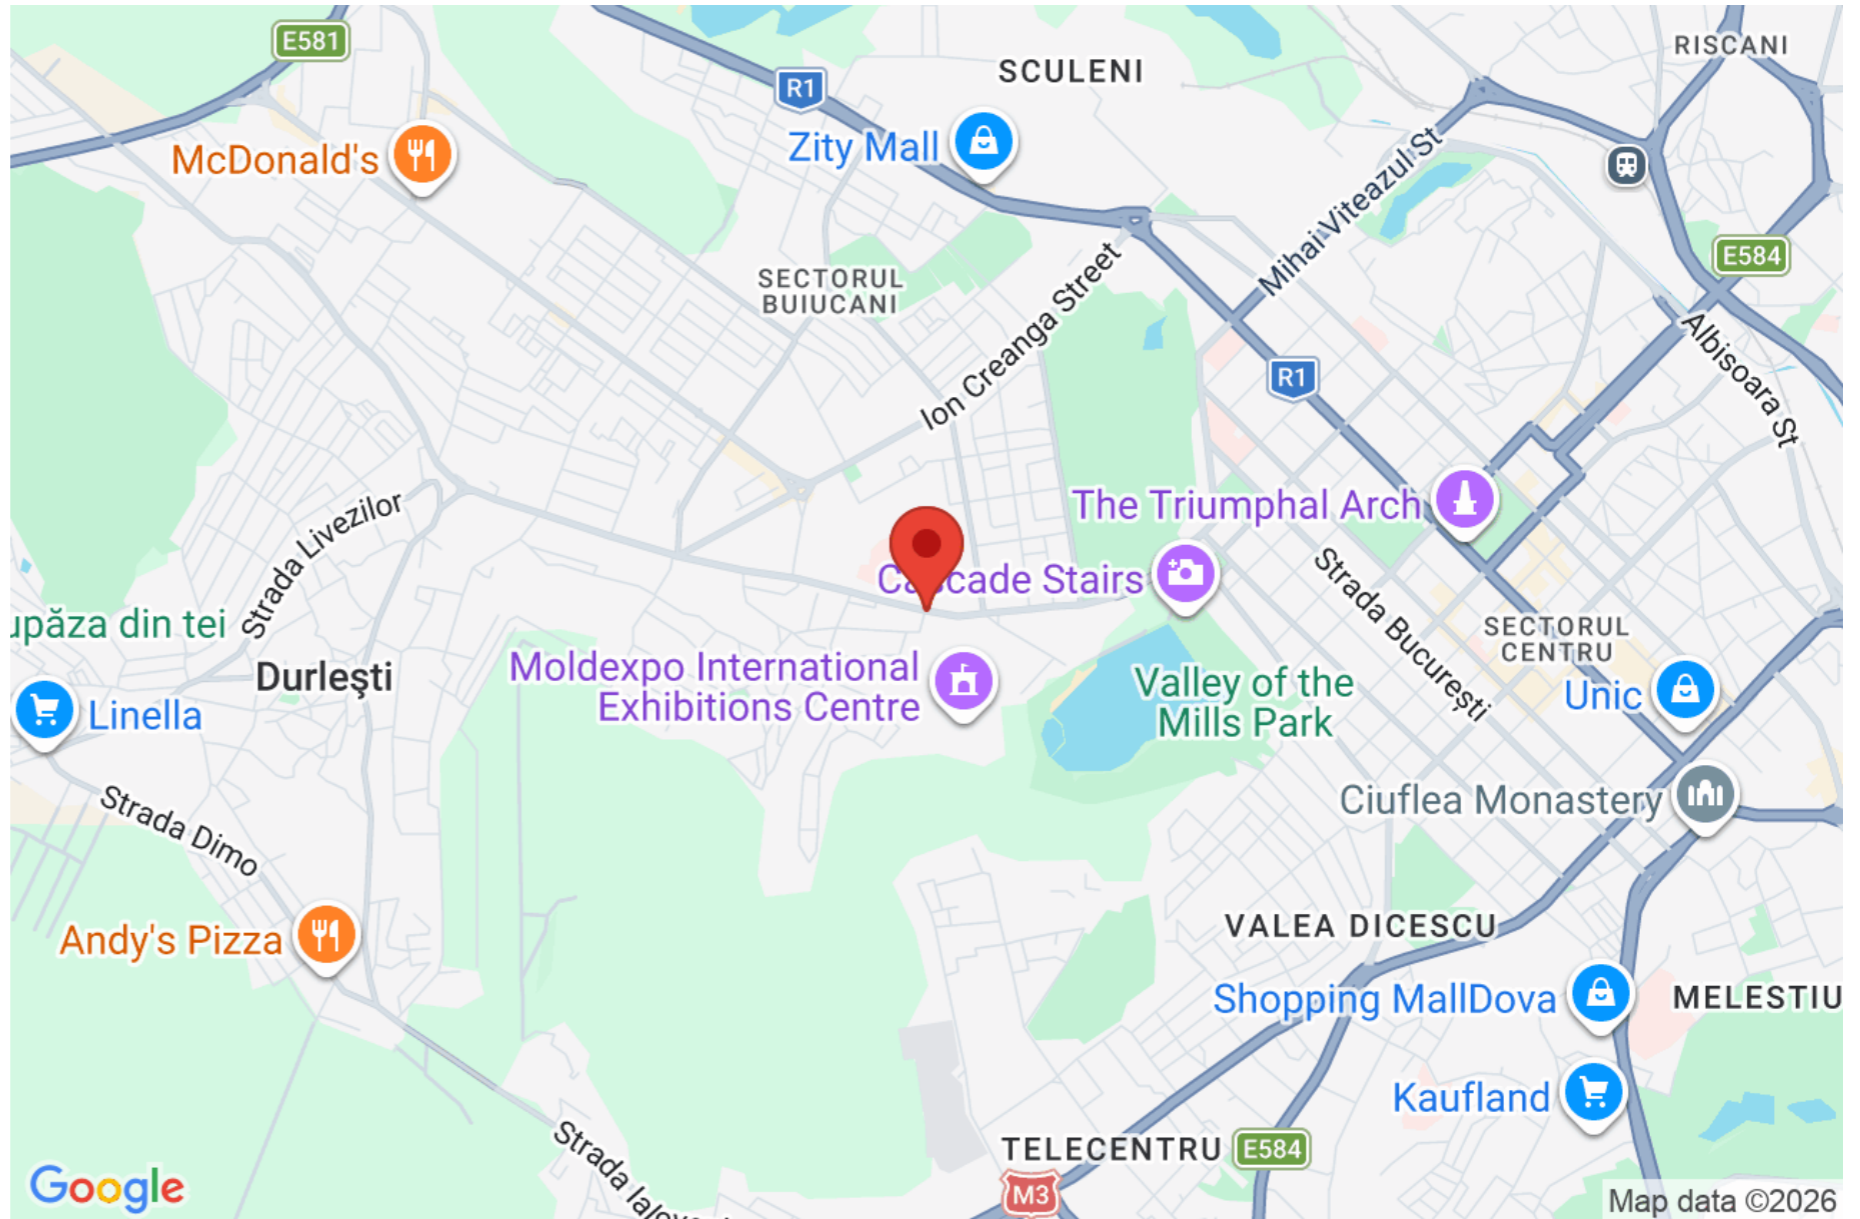 E581
RISCANI
SCULENI
R1
McDonald's
Zity Mall
Mihai Viteazul St
E584
SECTORUL
BUIUCANI
Ion Creanga Street
Albisoara St
R1
Strada Livezilor
The Triumphal Arch
Cascade Stairs
Strada București
upăza din tei
Durleşti
SECTORUL
CENTRU
Moldexpo International
Exhibitions Centre
Valley of the
Mills Park
Unic
Linella
Strada Dimo
Ciuflea Monastery
Andy's Pizza
VALEA DICESCU
Shopping MallDova
MELESTIU
Kaufland
TELECENTRU
E584
M3
Strada
Google
Map data ©2026